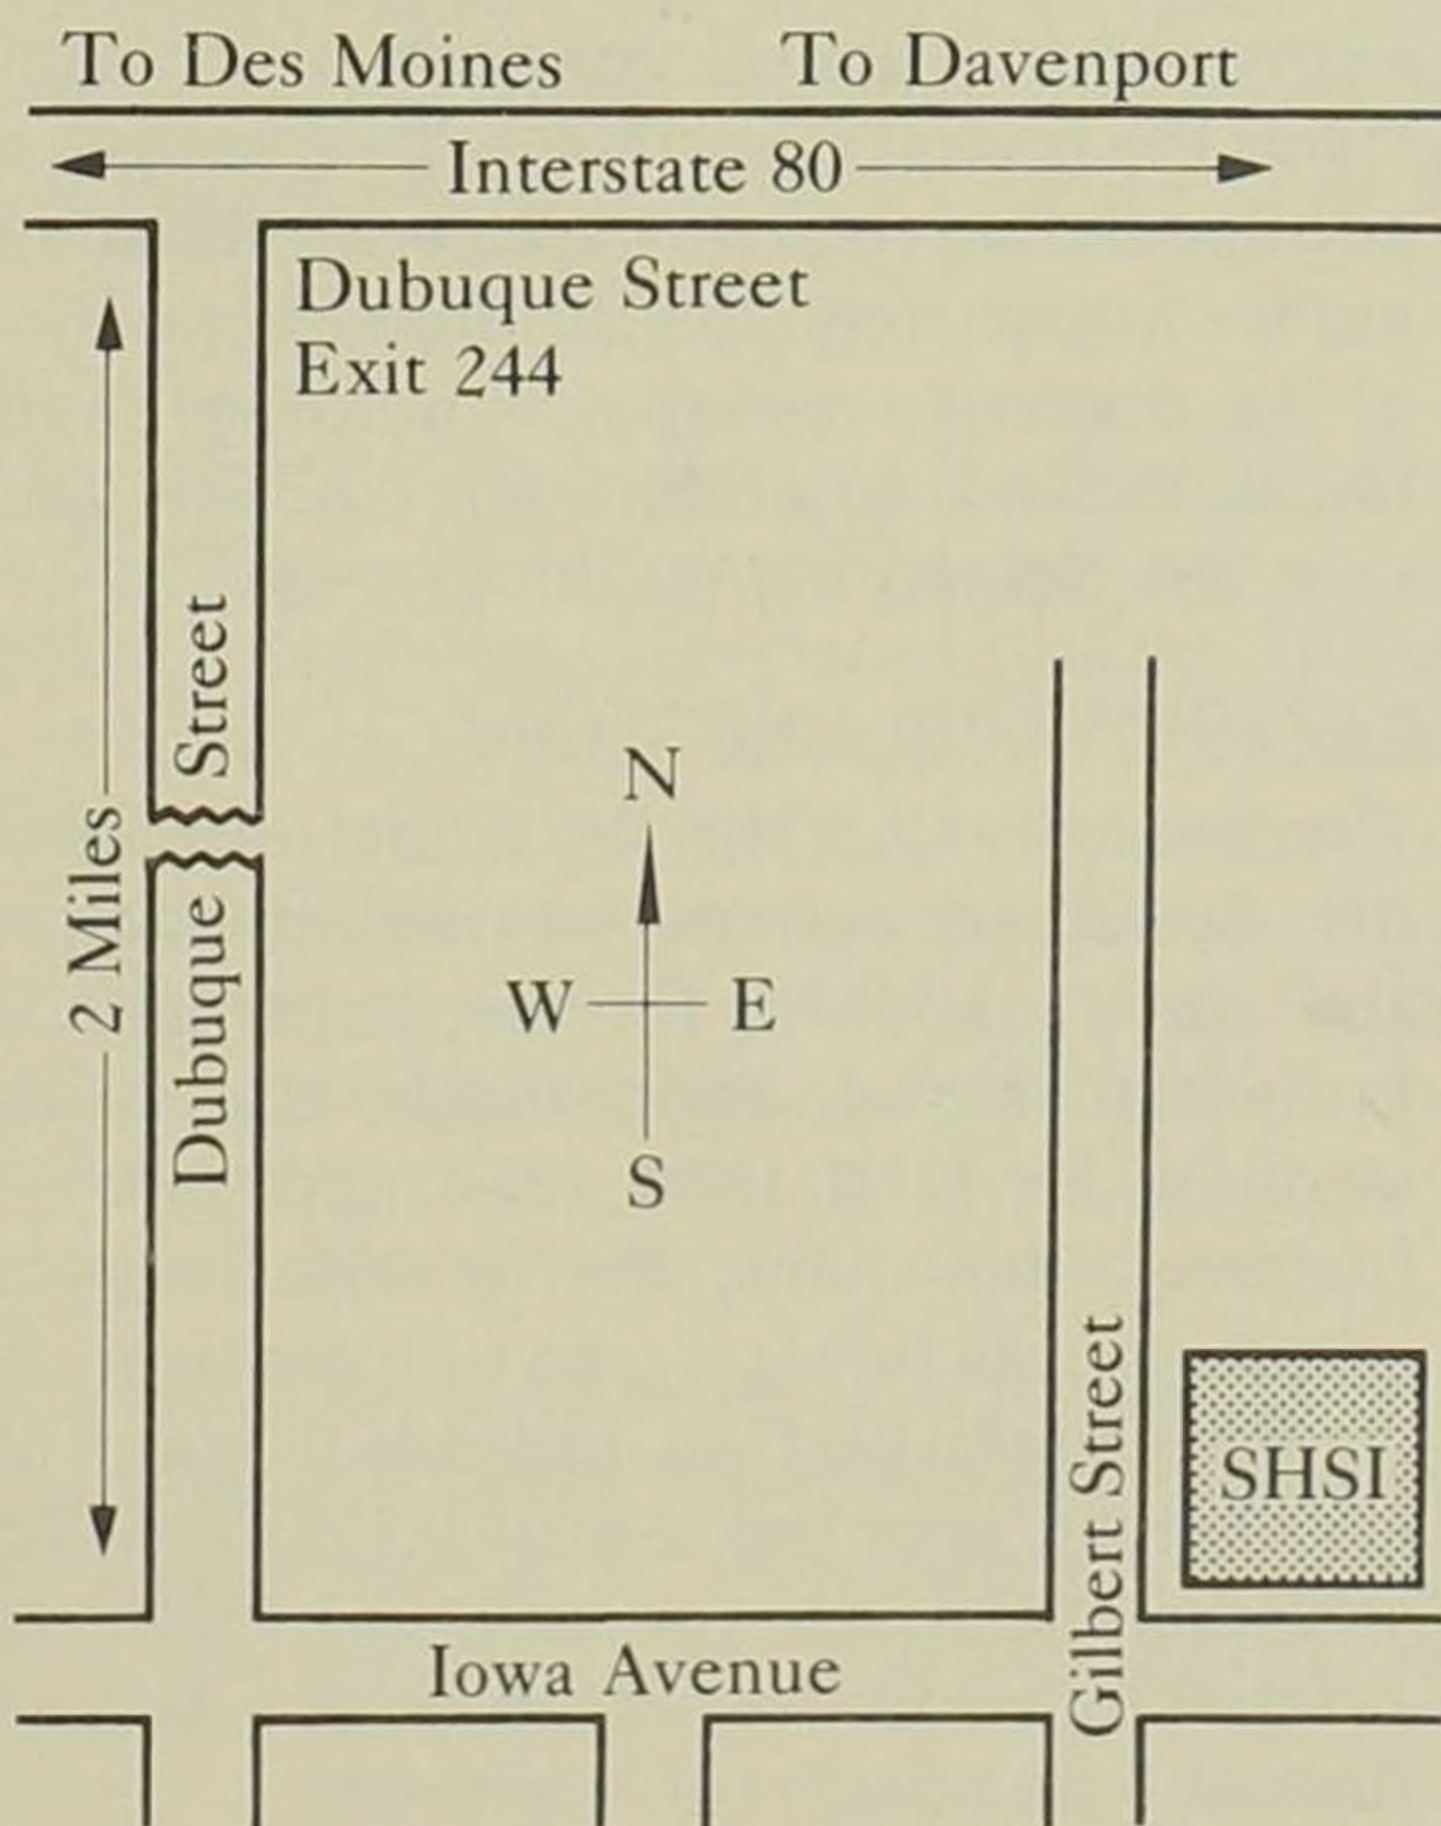 To Des Moines
To Davenport
Interstate 80
Dubuque Street
Exit 244
2 Miles
Dubuque Street
N
W
E
S
Gilbert Street
SHSI
Iowa Avenue